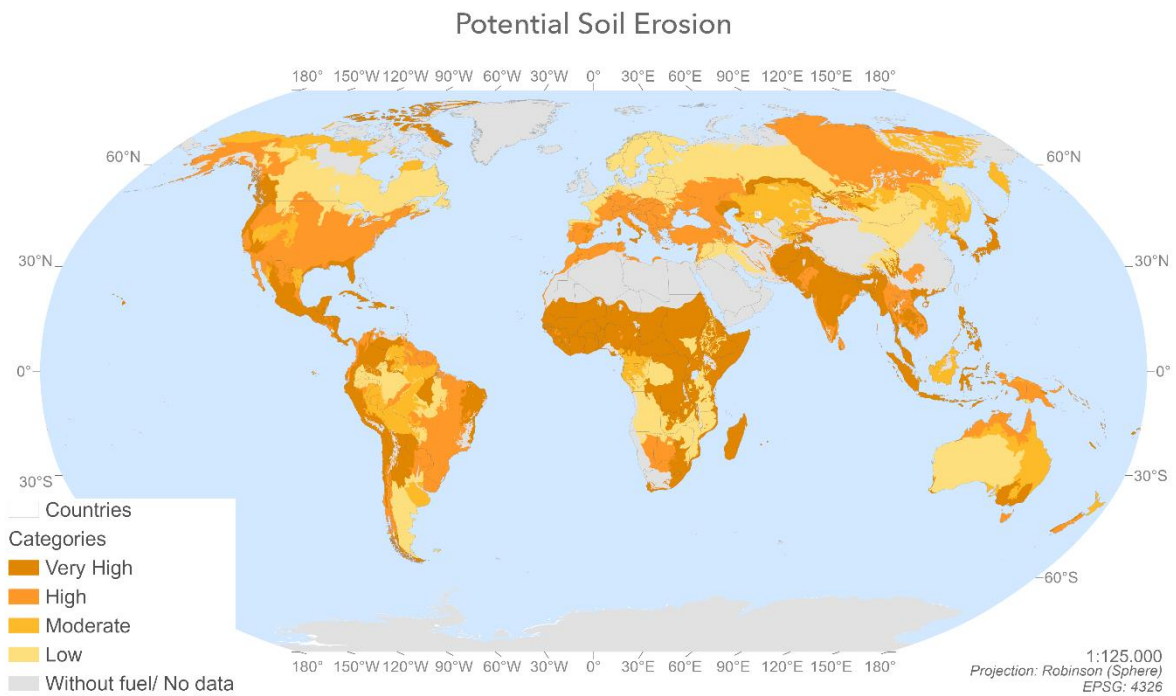 Potential Soil Erosion
180° 150°W 120°W 90°W 60°W 30°W 0° 30°E 60°E 90°E 120°E 150°E 180°
60°N 60°N
30°N 30°N
0° 0°
30°S 30°S
60°S
Countries
Categories
Very High
High
Moderate
Low
Without fuel/ No data
180° 150°W 120°W 90°W 60°W 30°W 0° 30°E 60°E 90°E 120°E 150°E 180°
1:125.000
Projection: Robinson (Sphere)
EPSG: 4326